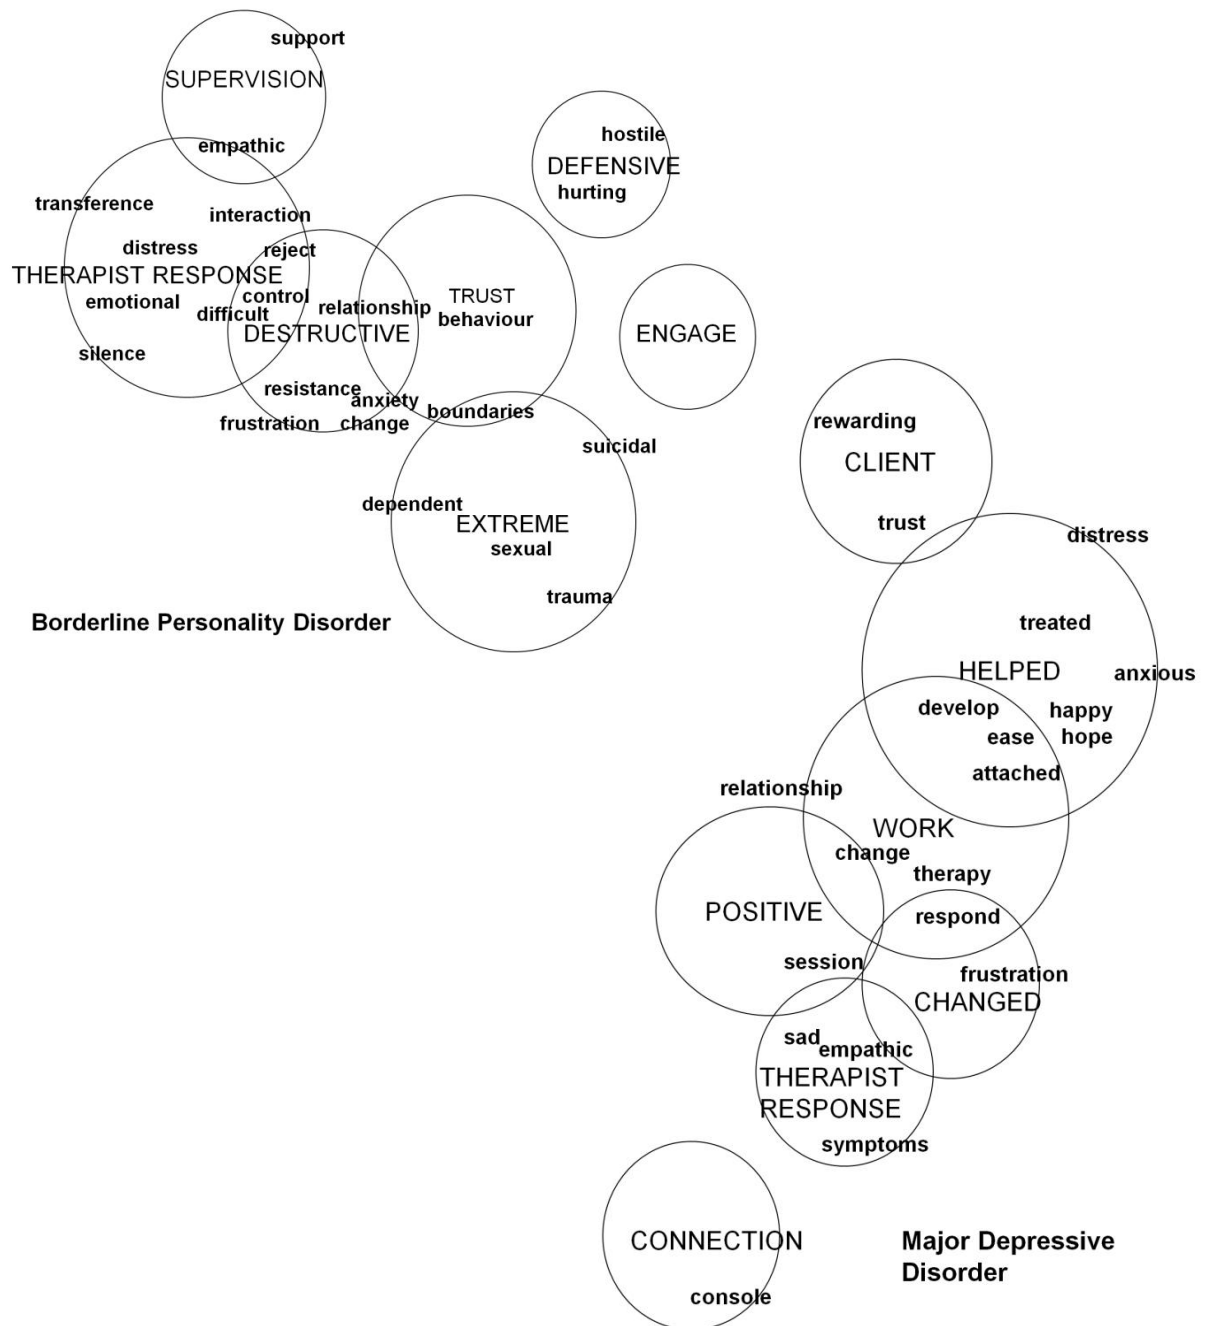 support
SUPERVISION
empathic
hostile
DEFENSIVE
hurting
transference
interaction
distress
reject
THERAPIST RESPONSE
emotional
control
difficult
relationship
DESTRUCTIVE
silence
TRUST
behaviour
ENGAGE
resistance
anxiety
frustration
change
boundaries
suicidal
dependent
EXTREME
sexual
trauma
Borderline Personality Disorder
rewarding
CLIENT
trust
distress
treated
HELPED
anxious
develop
happy
ease
hope
attached
relationship
WORK
change
therapy
POSITIVE
respond
session
frustration
CHANGED
sad
empathic
THERAPIST
RESPONSE
symptoms
CONNECTION
console
Major Depressive
Disorder